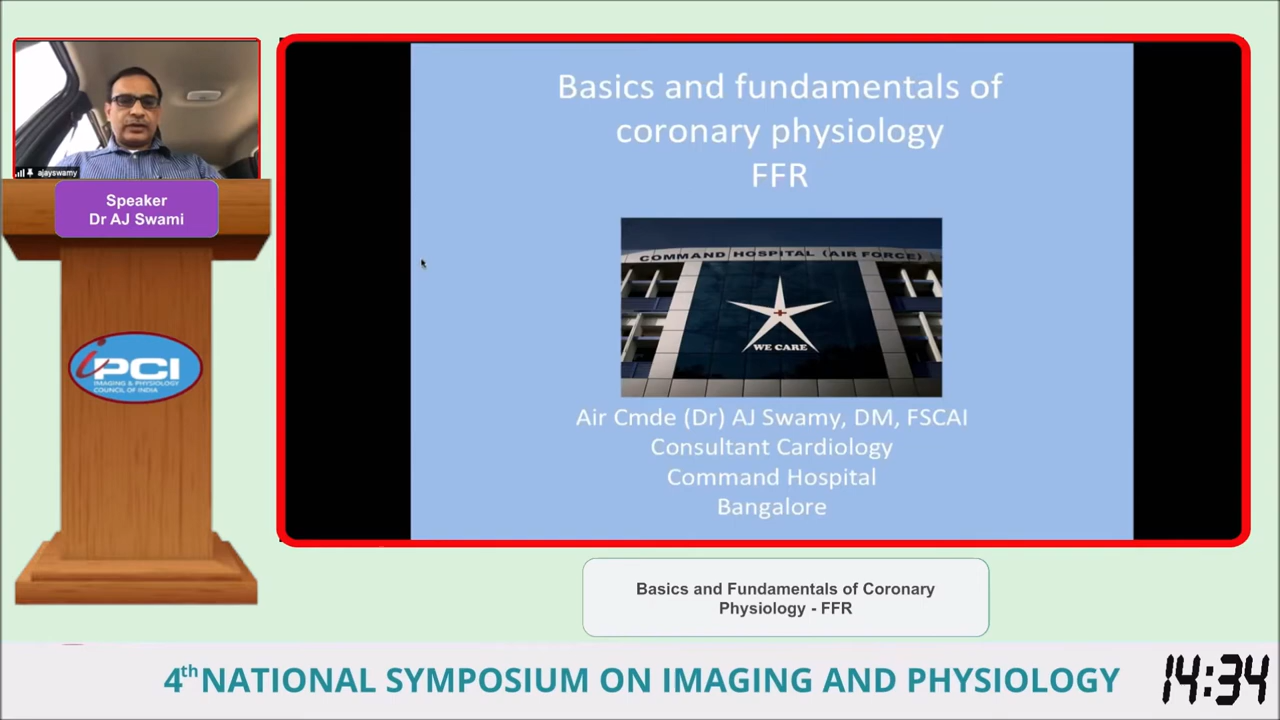 ajayswamy
Speaker
Dr AJ Swami
iPCI
IMAGING & PHYSIOLOGY
COUNCIL OF INDIA
Basics and fundamentals of
coronary physiology
FFR
COMMAND HOSPITAL (AIR FORCE)
WE CARE
Air Cmde (Dr) AJ Swamy, DM, FSCAI
Consultant Cardiology
Command Hospital
Bangalore
Basics and Fundamentals of Coronary
Physiology - FFR
4th NATIONAL SYMPOSIUM ON IMAGING AND PHYSIOLOGY
14:34